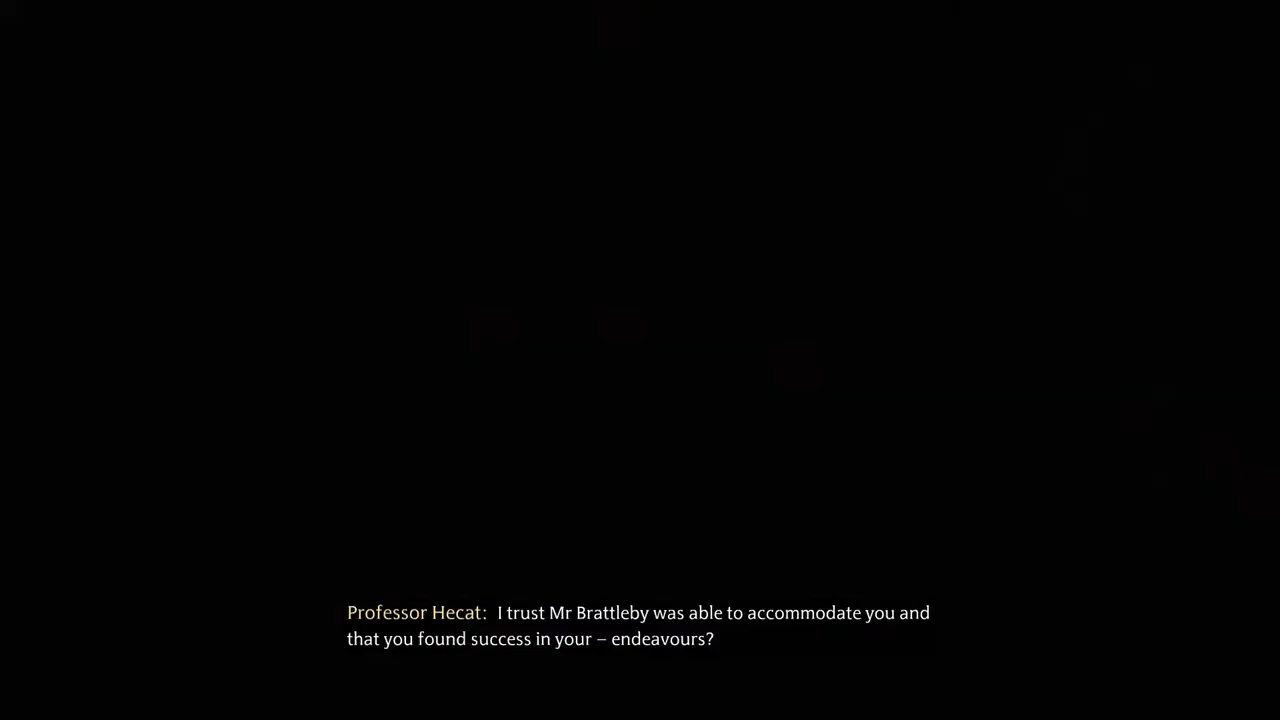 Professor Hecat: I trust Mr Brattleby was able to accommodate you and
that you found success in your – endeavours?